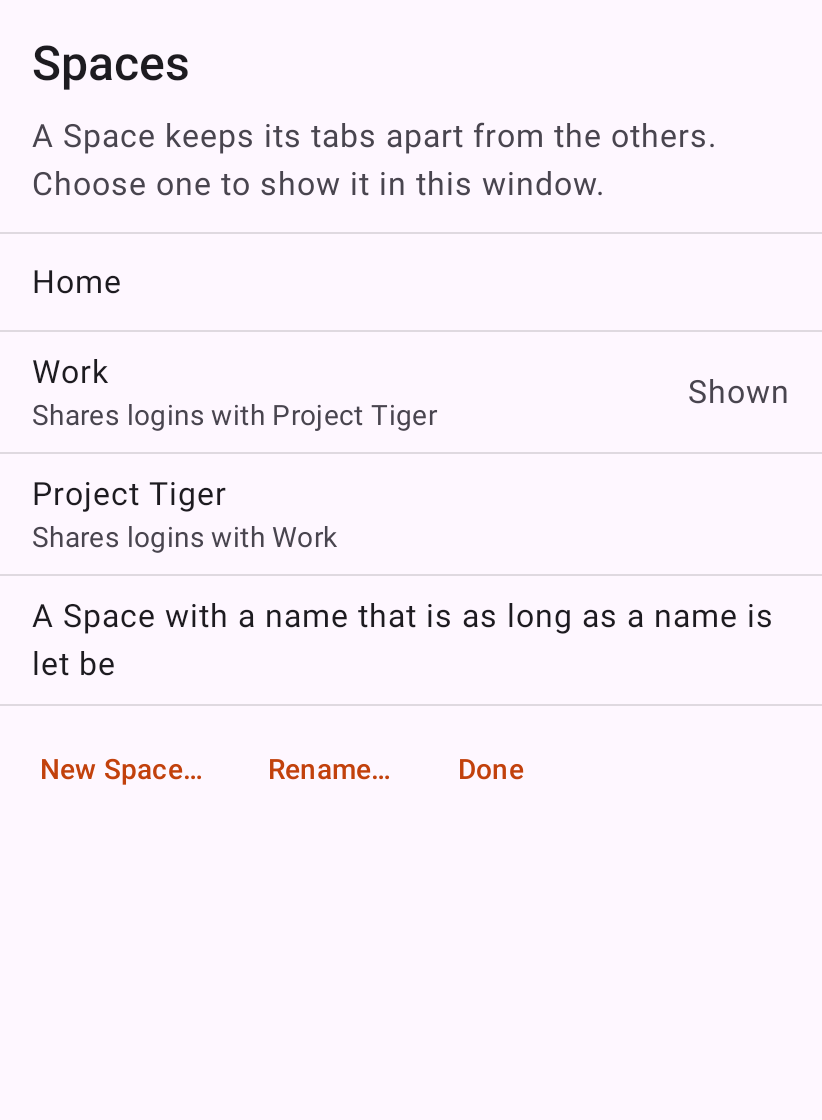 Spaces
A Space keeps its tabs apart from the others.
Choose one to show it in this window.
Home
Work
Shares logins with Project Tiger
Shown
Project Tiger
Shares logins with Work
A Space with a name that is as long as a name is
let be
New Space…
Rename…
Done